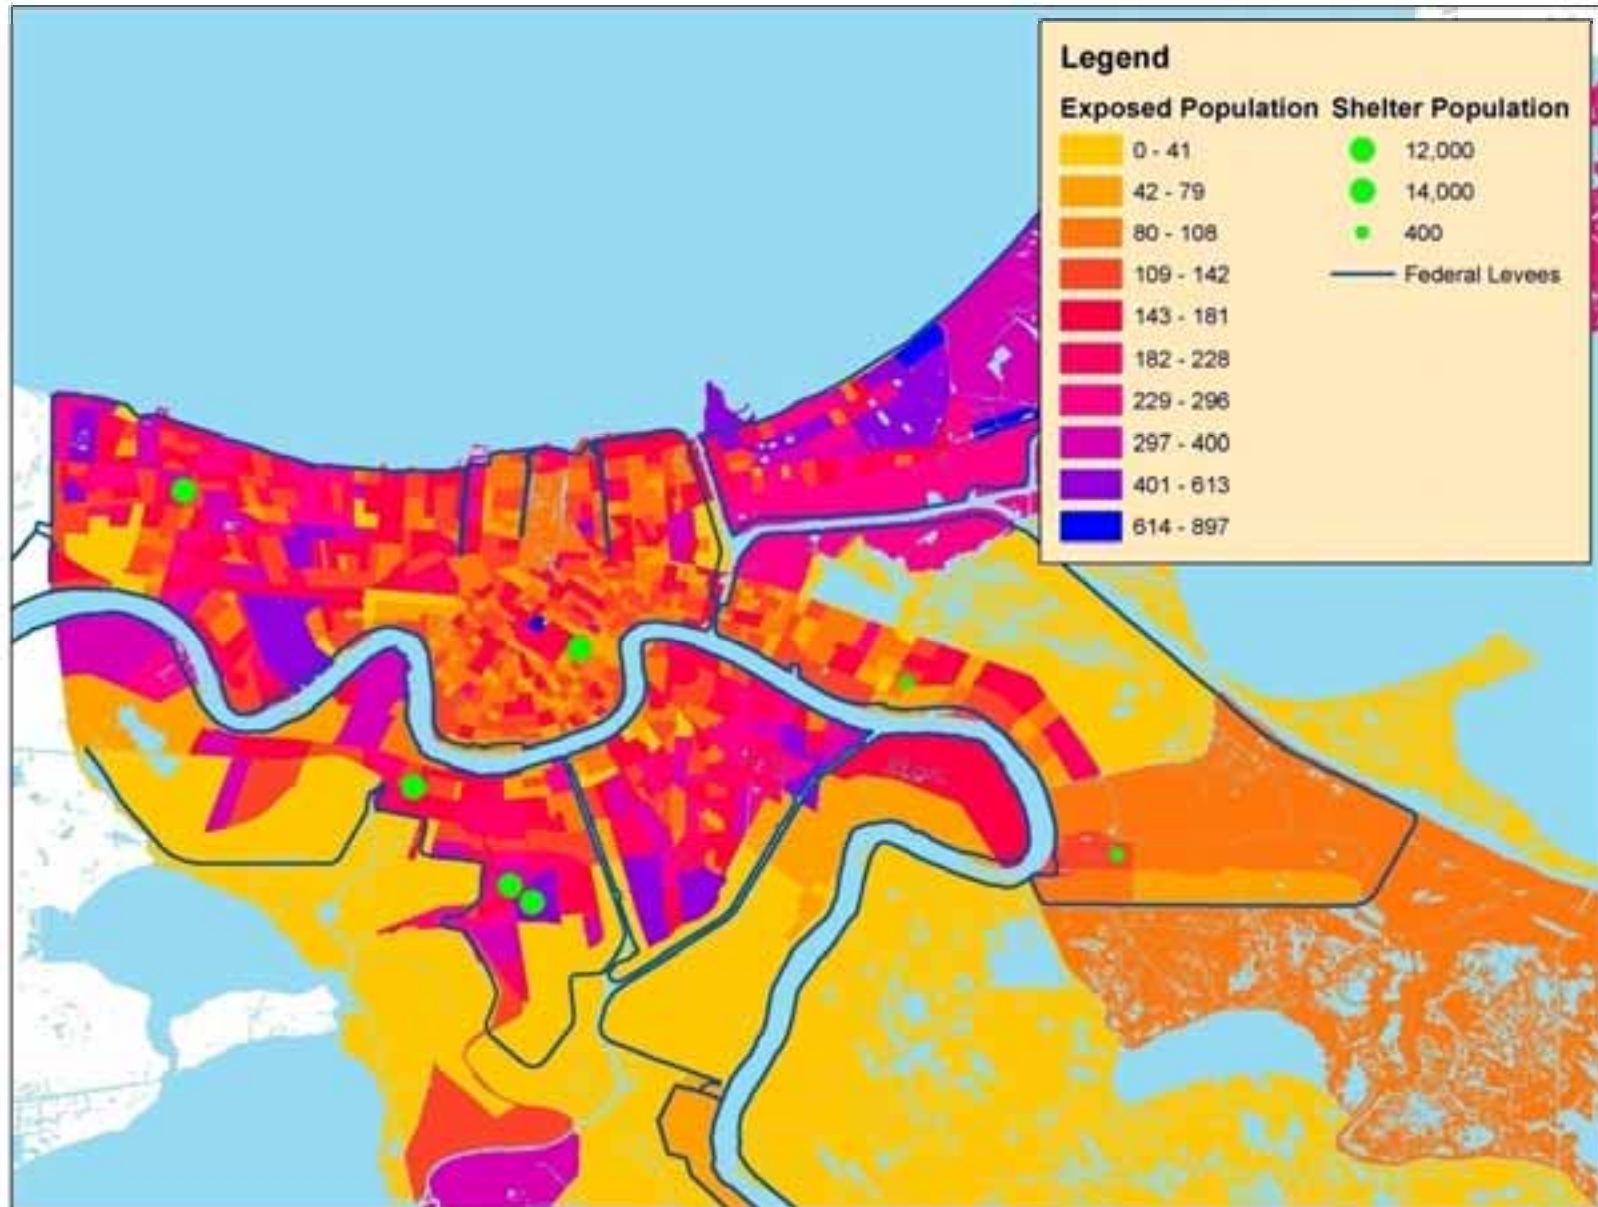 Legend
Exposed Population Shelter Population
0 - 41 12,000
42 - 79 14,000
80 - 108 400
109 - 142 Federal Levees
143 - 181
182 - 228
229 - 296
297 - 400
401 - 613
614 - 897